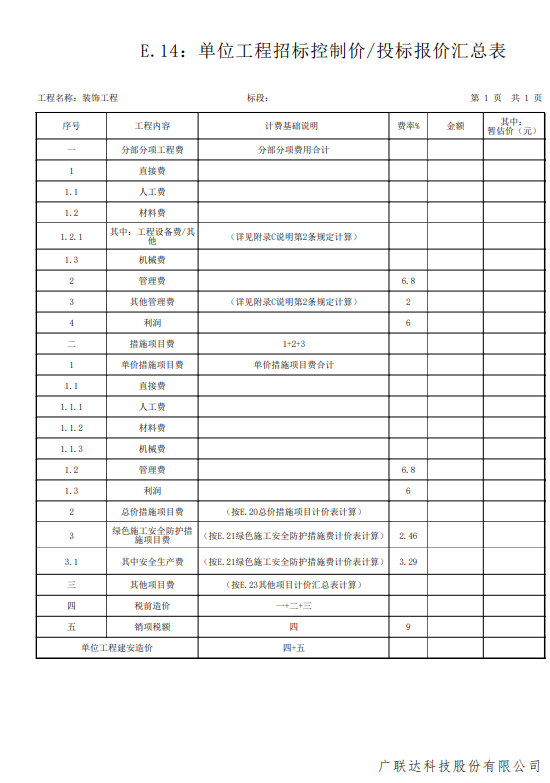 E.14：单位工程招标控制价/投标报价汇总表
工程名称：装饰工程 标段： 第 1 页 共 1 页
序号 工程内容 计费基础说明 费率% 金额 其中：
暂估价（元）
一 分部分项工程费 分部分项费用合计
1 直接费
1.1 人工费
1.2 材料费
1.2.1 其中：工程设备费/其
他 （详见附录C说明第2条规定计算）
1.3 机械费
2 管理费 6.8
3 其他管理费 （详见附录C说明第2条规定计算） 2
4 利润 6
二 措施项目费 1+2+3
1 单价措施项目费 单价措施项目费合计
1.1 直接费
1.1.1 人工费
1.1.2 材料费
1.1.3 机械费
1.2 管理费 6.8
1.3 利润 6
2 总价措施项目费 （按E.20总价措施项目计价表计算）
3 绿色施工安全防护措
施项目费 （按E.21绿色施工安全防护措施费计价表计算） 2.46
3.1 其中安全生产费 （按E.21绿色施工安全防护措施费计价表计算） 3.29
三 其他项目费 （按E.23其他项目计价汇总表计算）
四 税前造价 一+二+三
五 销项税额 四 9
单位工程建安造价 四+五
广联达科技股份有限公司